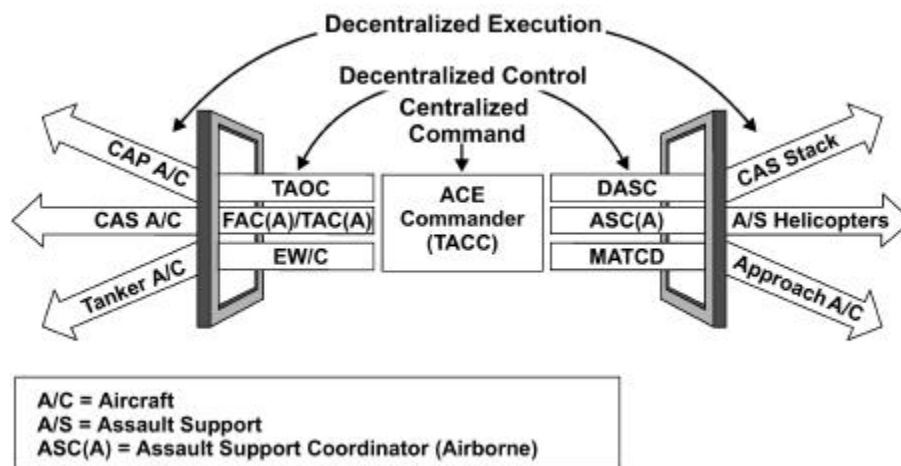 Decentralized Execution
Decentralized Control
Centralized
Command
CAP A/C
CAS A/C
Tanker A/C
TAOC
FAC(A)/TAC(A)
EW/C
ACE
Commander
(TACC)
DASC
ASC(A)
MATCD
CAS Stack
A/S Helicopters
Approach A/C
A/C = Aircraft
A/S = Assault Support
ASC(A) = Assault Support Coordinator (Airborne)